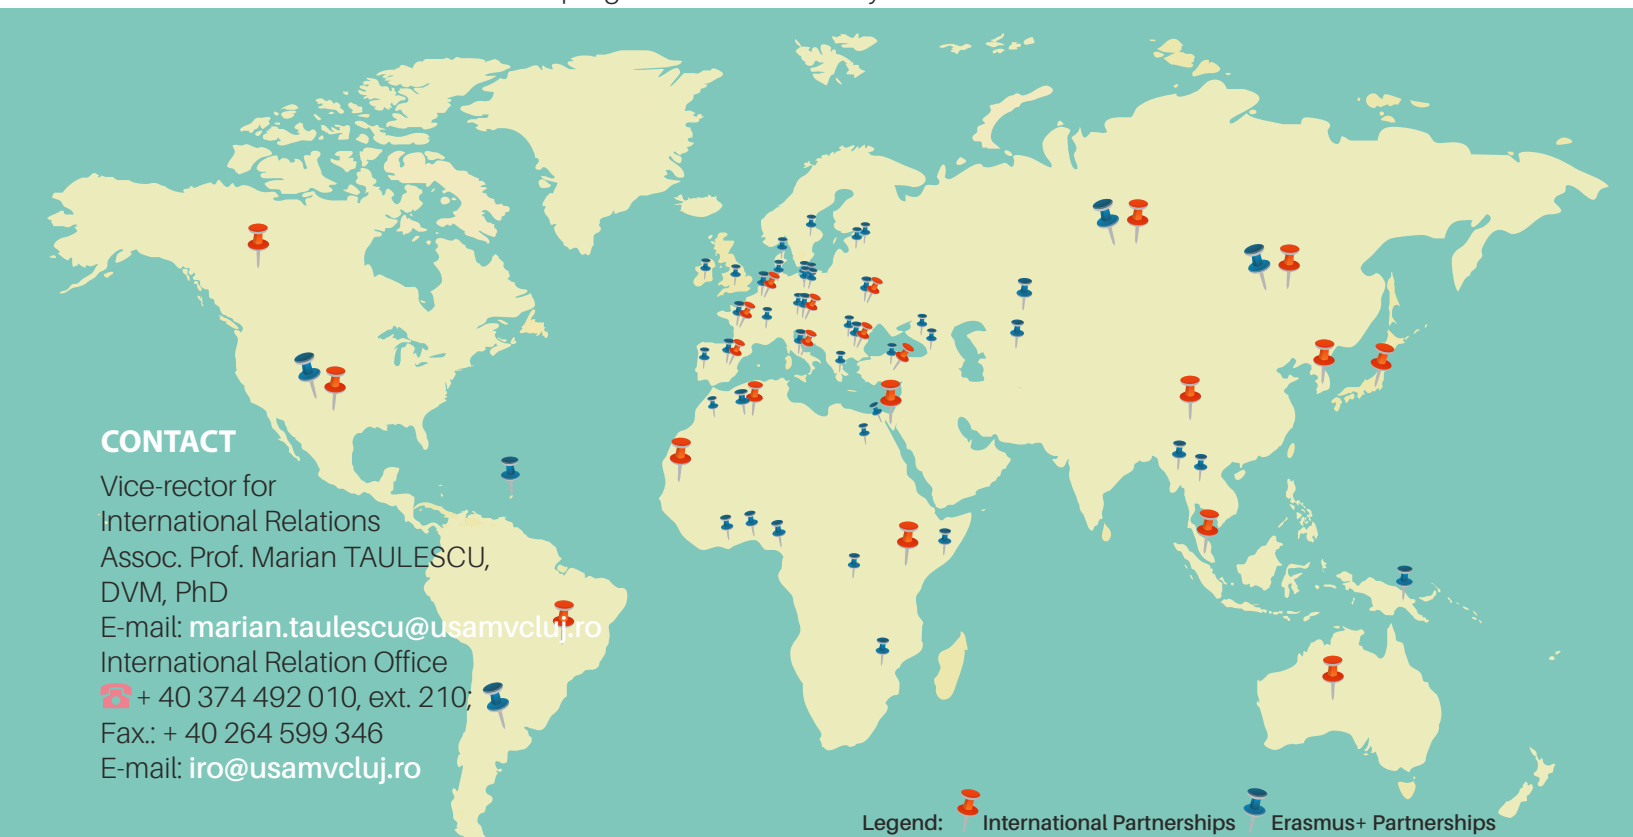 CONTACT
Vice-rector for
International Relations
Assoc. Prof. Marian TAULESCU,
DVM, PhD
E-mail: marian.taulescu@usamvcluj.ro
International Relation Office
☎ + 40 374 492 010, ext. 210;
Fax.: + 40 264 599 346
E-mail: iro@usamvcluj.ro
Legend: International Partnerships Erasmus+ Partnerships